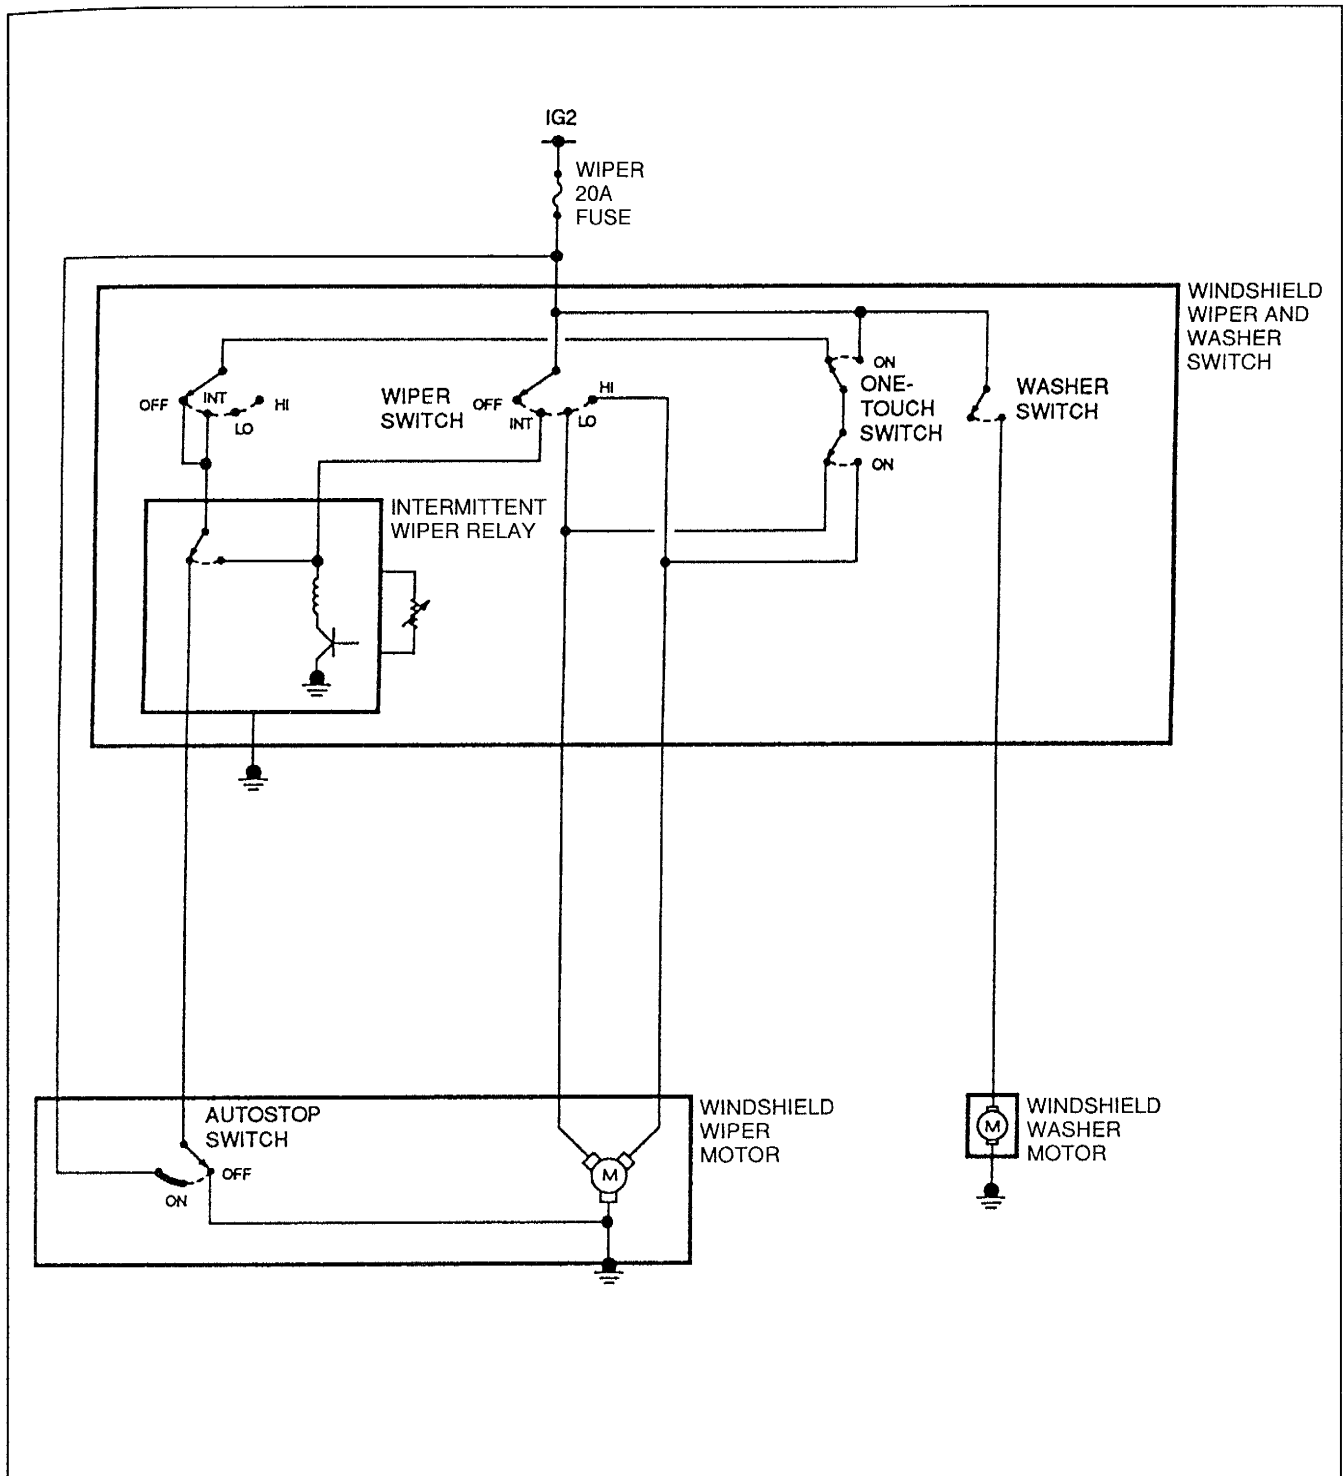 IG2
WIPER
20A
FUSE
WINDSHIELD
WIPER AND
WASHER
SWITCH
OFF
INT
LO
HI
WIPER
SWITCH
OFF
INT
LO
HI
ON
ONE-
TOUCH
SWITCH
ON
WASHER
SWITCH
INTERMITTENT
WIPER RELAY
AUTOSTOP
SWITCH
OFF
ON
M
WINDSHIELD
WIPER
MOTOR
M
WINDSHIELD
WASHER
MOTOR